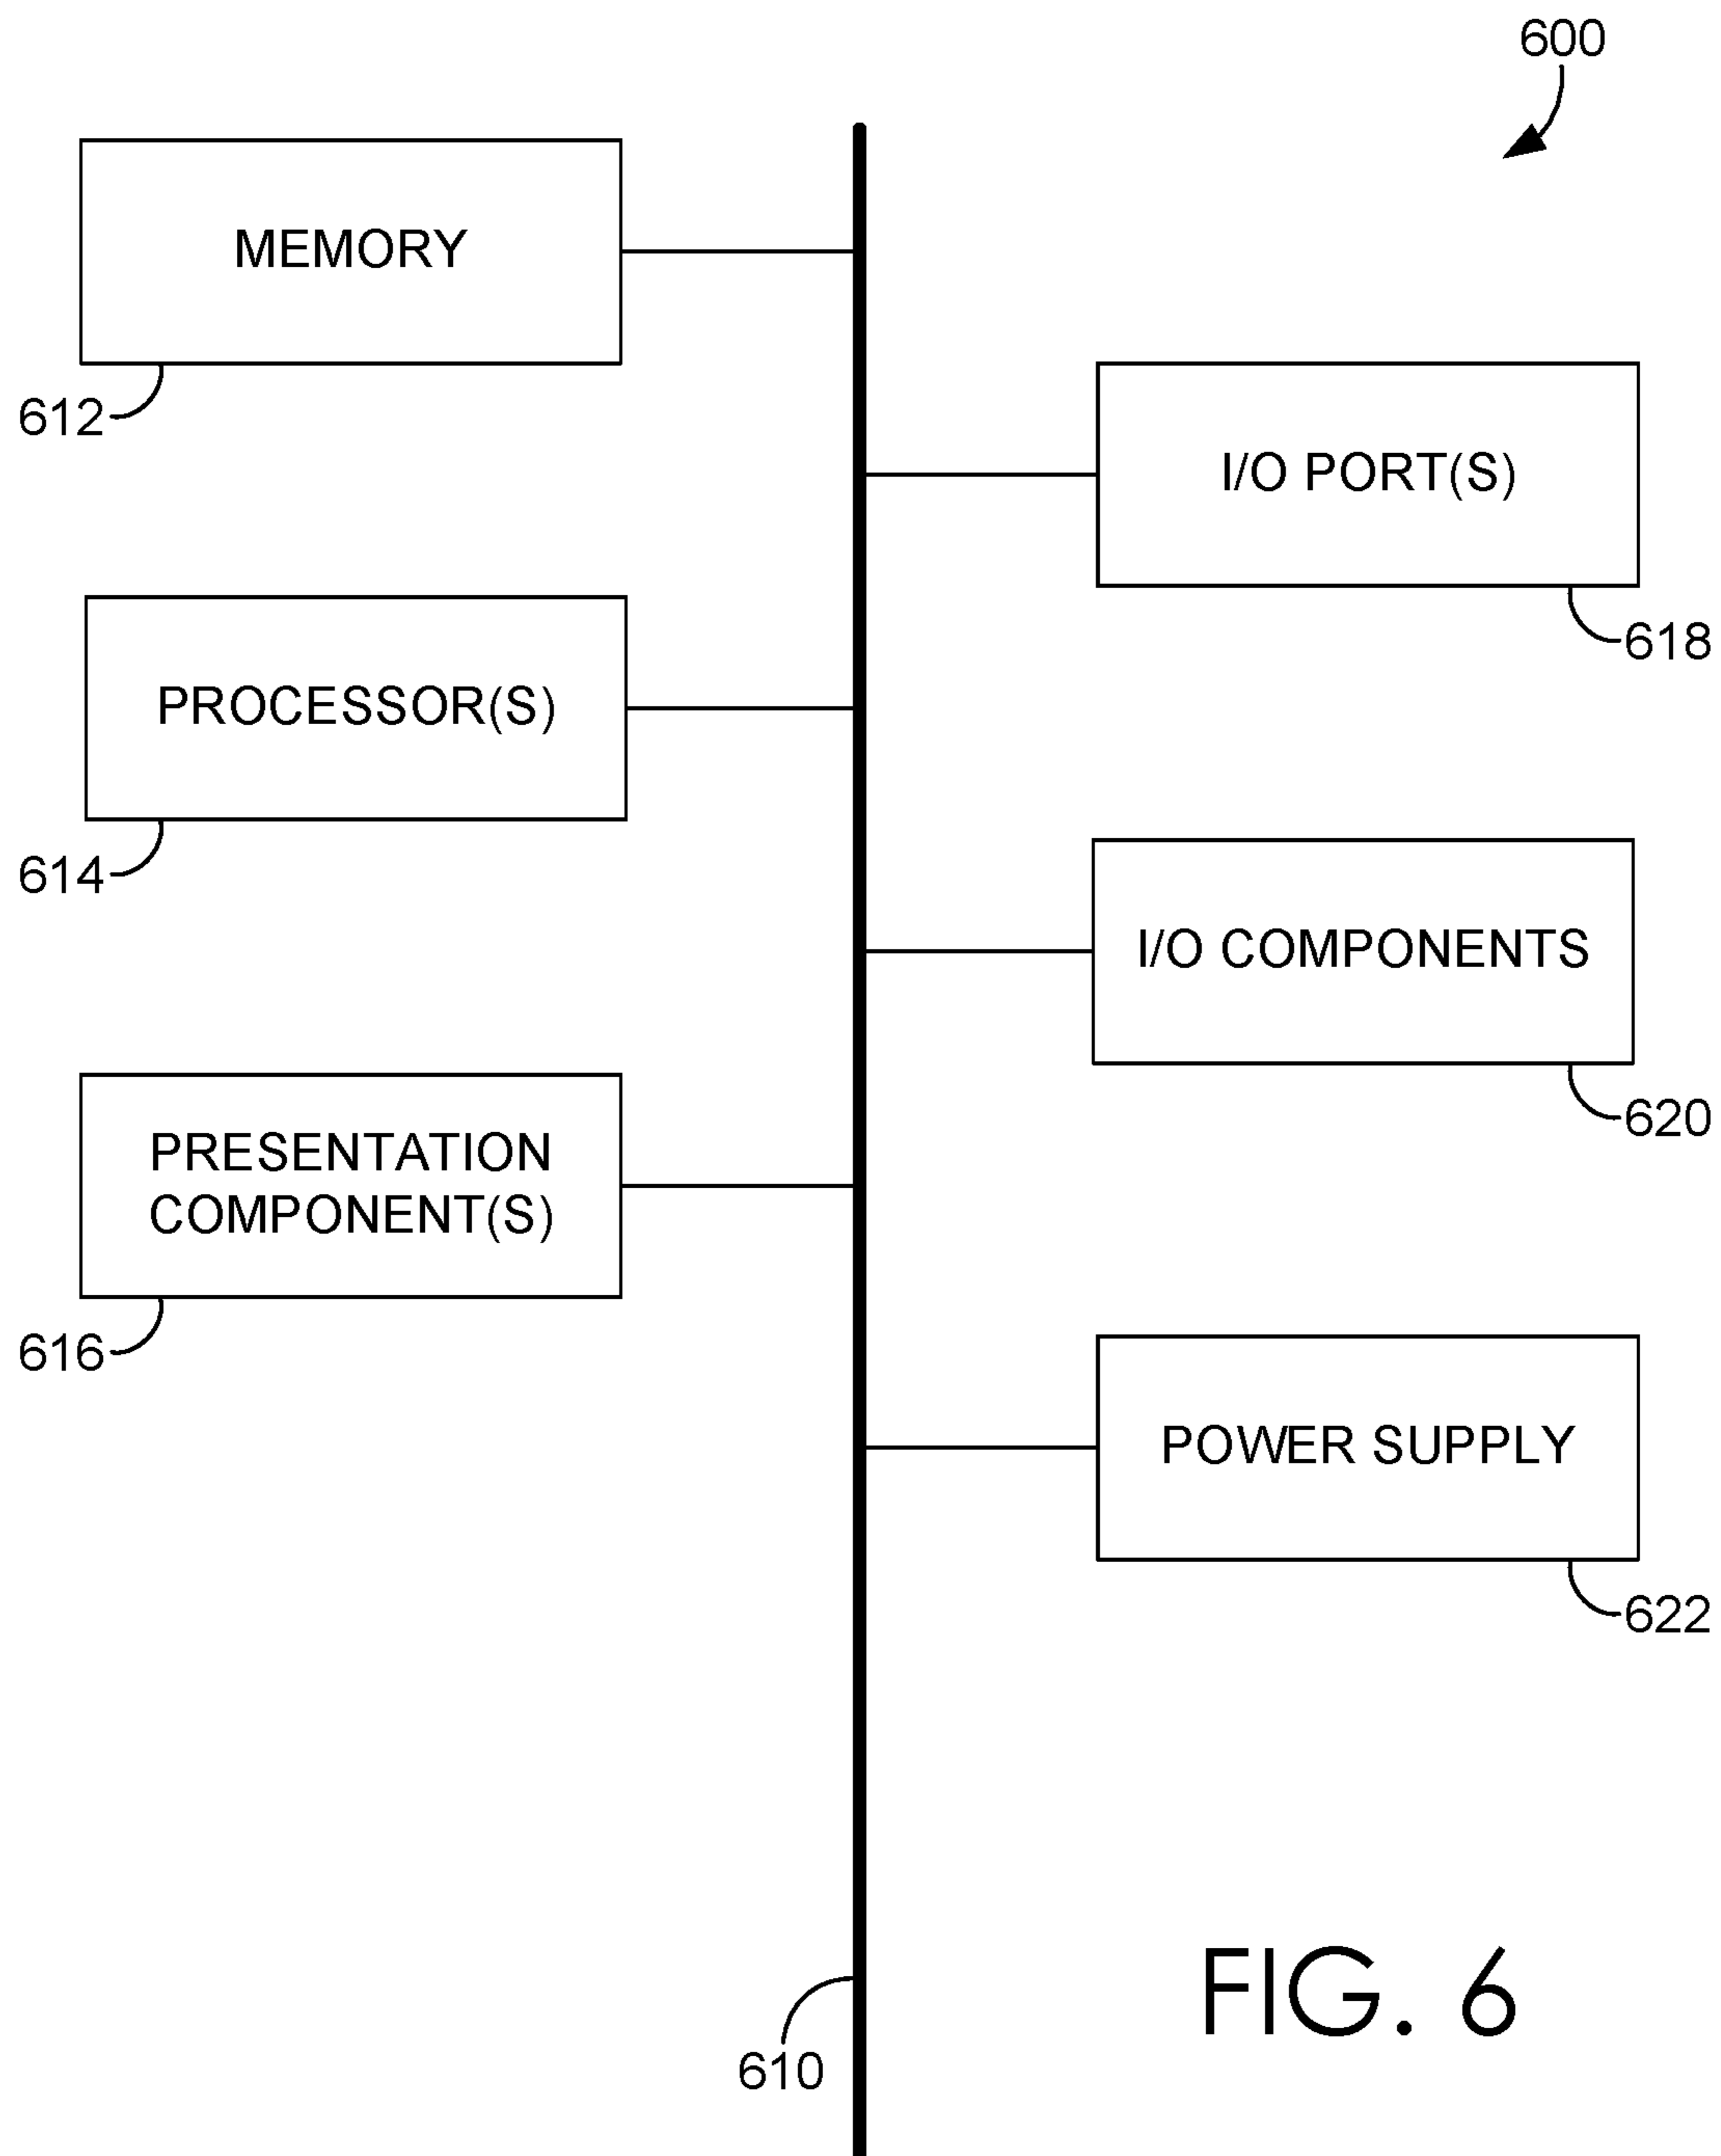 600
MEMORY
612
I/O PORT(S)
618
PROCESSOR(S)
614
I/O COMPONENTS
620
PRESENTATION
COMPONENT(S)
616
POWER SUPPLY
622
610
FIG. 6